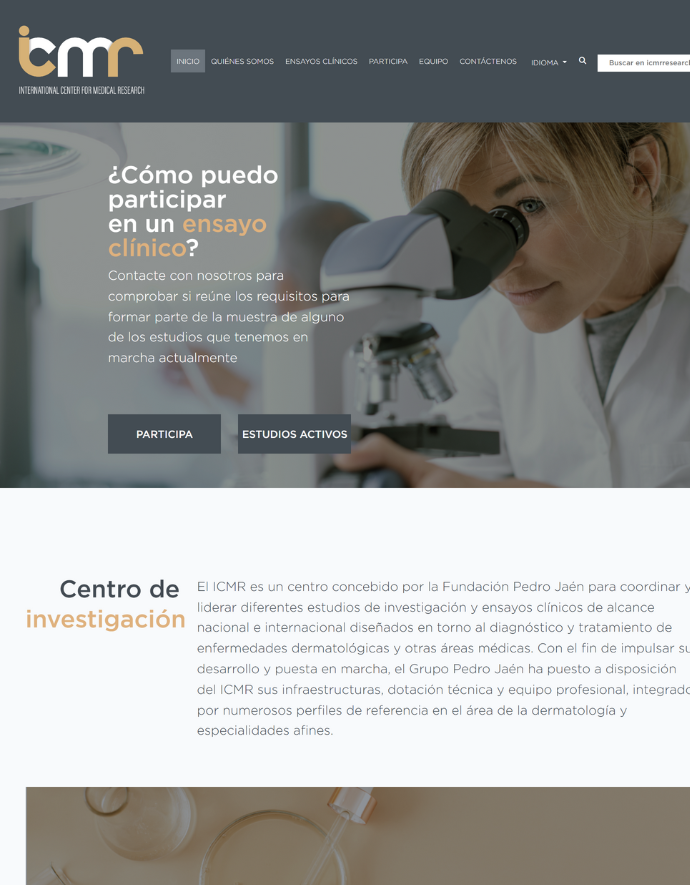 icmr
INTERNATIONAL CENTER FOR MEDICAL RESEARCH
INICIO QUIÉNES SOMOS ENSAYOS CLÍNICOS PARTICIPA EQUIPO CONTÁCTENOS IDIOMA Buscar en icmrresearch
¿Cómo puedo
participar
en un ensayo
clínico?
Contacte con nosotros para
comprobar si reúne los requisitos para
formar parte de la muestra de alguno
de los estudios que tenemos en
marcha actualmente
PARTICIPA ESTUDIOS ACTIVOS
Centro de
investigación
El ICMR es un centro concebido por la Fundación Pedro Jaén para coordinar y
liderar diferentes estudios de investigación y ensayos clínicos de alcance
nacional e internacional diseñados en torno al diagnóstico y tratamiento de
enfermedades dermatológicas y otras áreas médicas. Con el fin de impulsar su
desarrollo y puesta en marcha, el Grupo Pedro Jaén ha puesto a disposición
del ICMR sus infraestructuras, dotación técnica y equipo profesional, integrado
por numerosos perfiles de referencia en el área de la dermatología y
especialidades afines.